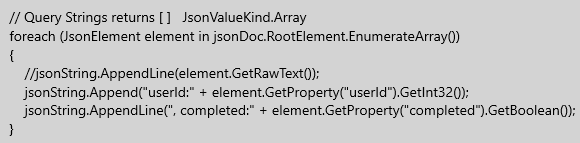 // Query Strings returns [ ]   JsonValueKind.Array
foreach (JsonElement element in jsonDoc.RootElement.EnumerateArray())
{
    //jsonString.AppendLine(element.GetRawText());
    jsonString.Append("userId:" + element.GetProperty("userId").GetInt32());
    jsonString.AppendLine(", completed:" + element.GetProperty("completed").GetBoolean());
}